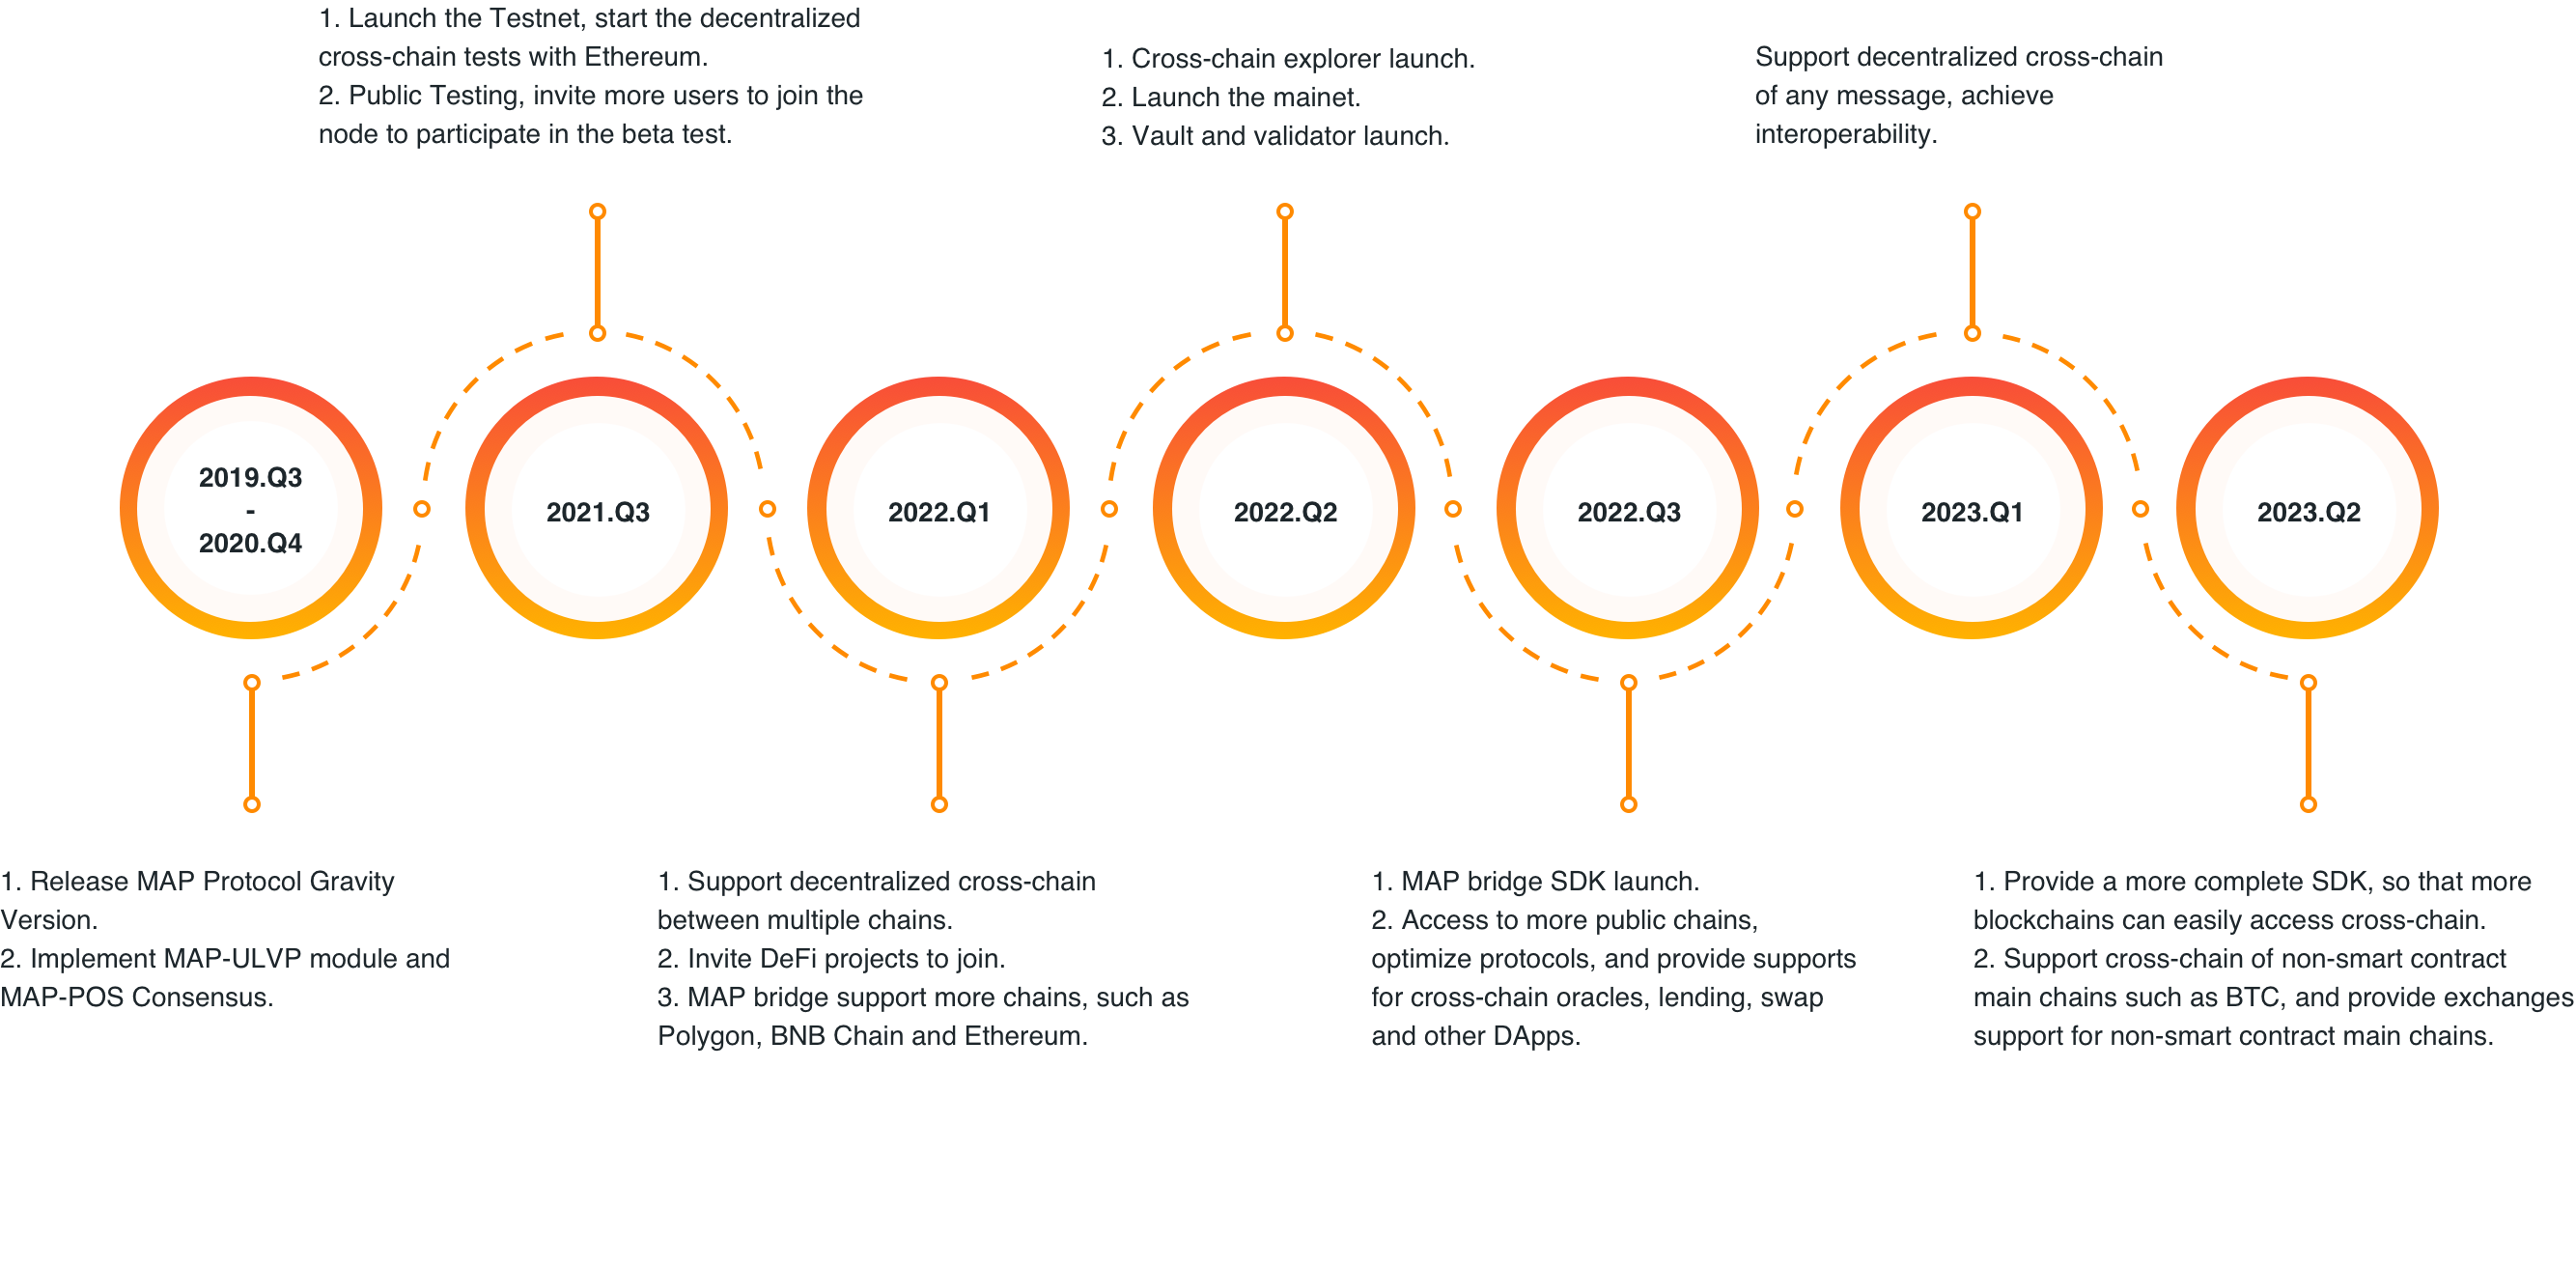 1. Launch the Testnet, start the decentralized
cross-chain tests with Ethereum.
2. Public Testing, invite more users to join the
node to participate in the beta test.
1. Cross-chain explorer launch.
2. Launch the mainet.
3. Vault and validator launch.
Support decentralized cross-chain
of any message, achieve
interoperability.
2019.Q3
-
2020.Q4
2021.Q3
2022.Q1
2022.Q2
2022.Q3
2023.Q1
2023.Q2
1. Release MAP Protocol Gravity
Version.
2. Implement MAP-ULVP module and
MAP-POS Consensus.
1. Support decentralized cross-chain
between multiple chains.
2. Invite DeFi projects to join.
3. MAP bridge support more chains, such as
Polygon, BNB Chain and Ethereum.
1. MAP bridge SDK launch.
2. Access to more public chains,
optimize protocols, and provide supports
for cross-chain oracles, lending, swap
and other DApps.
1. Provide a more complete SDK, so that more
blockchains can easily access cross-chain.
2. Support cross-chain of non-smart contract
main chains such as BTC, and provide exchanges
support for non-smart contract main chains.